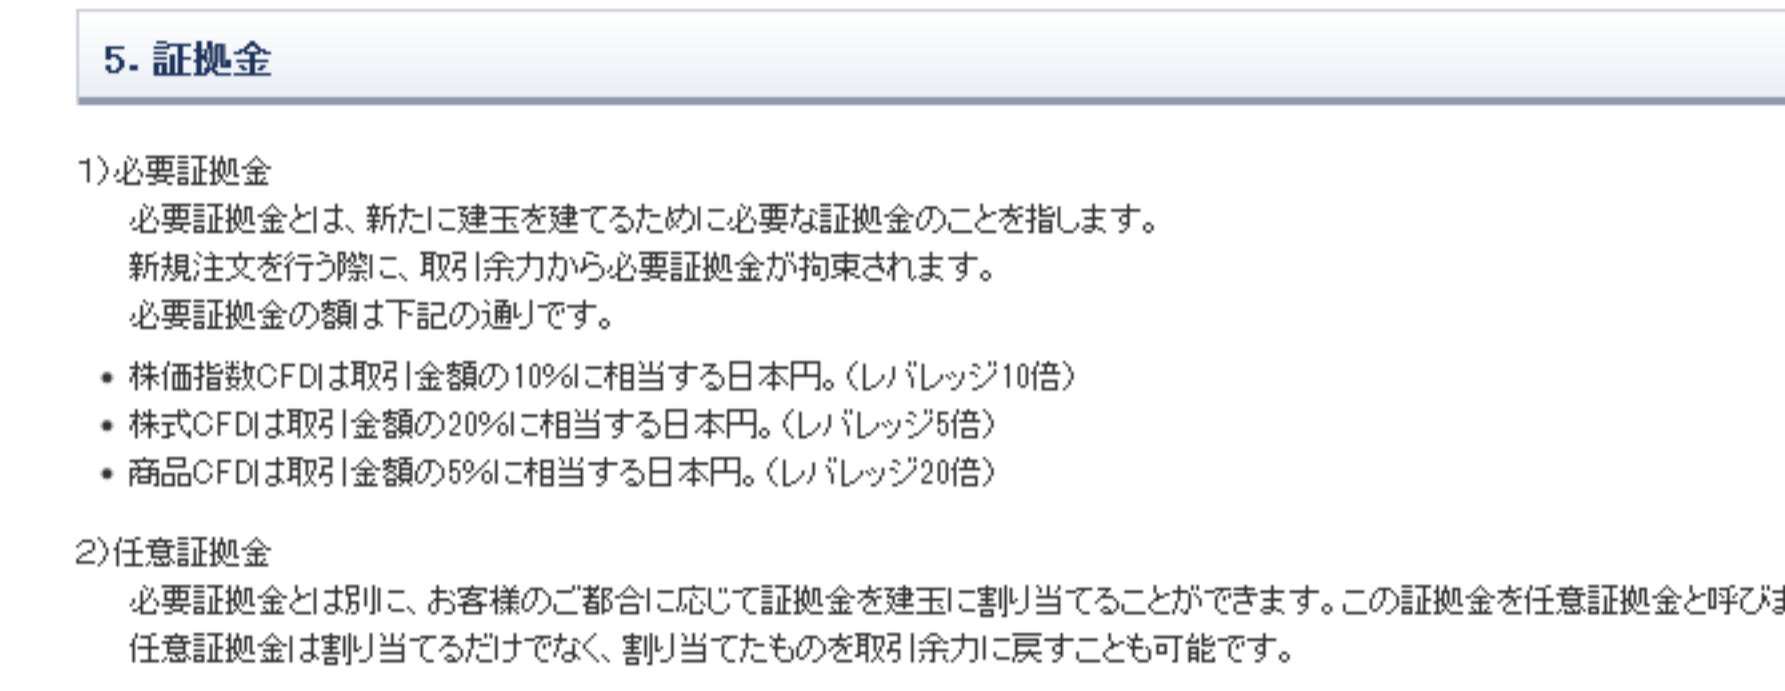 5. 証拠金
1)必要証拠金
必要証拠金とは、新たに建玉を建てるために必要な証拠金のことを指します。
新規注文を行う際に、取引余力から必要証拠金が拘束されます。
必要証拠金の額は下記の通りです。
• 株価指数CFDは取引金額の10%に相当する日本円。(レバレッジ10倍)
• 株式CFDは取引金額の20%に相当する日本円。(レバレッジ5倍)
• 商品CFDは取引金額の5%に相当する日本円。(レバレッジ20倍)
2)任意証拠金
必要証拠金とは別に、お客様のご都合に応じて証拠金を建玉に割り当てることができます。この証拠金を任意証拠金と呼びま
任意証拠金は割り当てるだけでなく、割り当てたものを取引余力に戻すことも可能です。